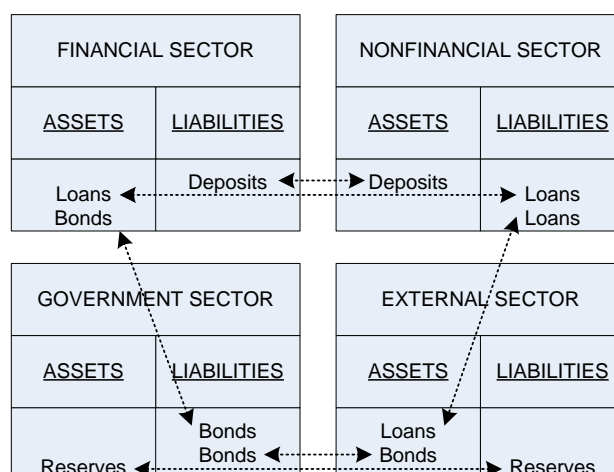 FINANCIAL SECTOR
ASSETS LIABILITIES
Deposits
Loans
Bonds
NONFINANCIAL SECTOR
ASSETS LIABILITIES
Deposits
Loans
Loans
GOVERNMENT SECTOR
ASSETS LIABILITIES
Bonds
Bonds
Reserves
EXTERNAL SECTOR
ASSETS LIABILITIES
Loans
Bonds
Reserves